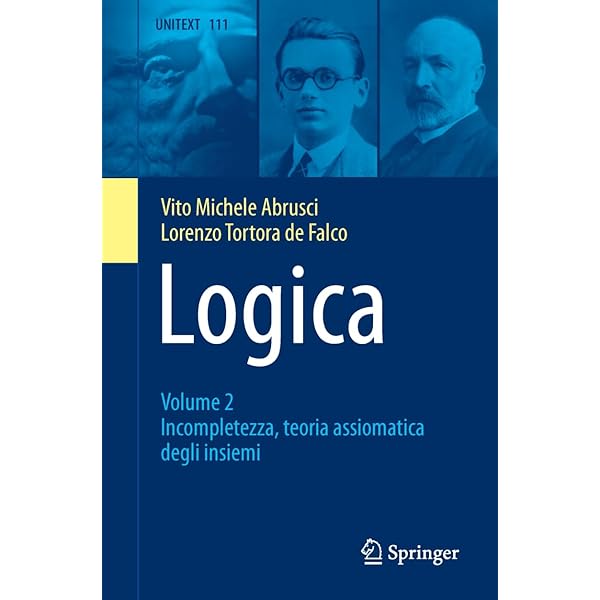 UNITEXT 111
Vito Michele Abrusci
Lorenzo Tortora de Falco
Logica
Volume 2
Incompletezza, teoria assiomatica
degli insiemi
Springer